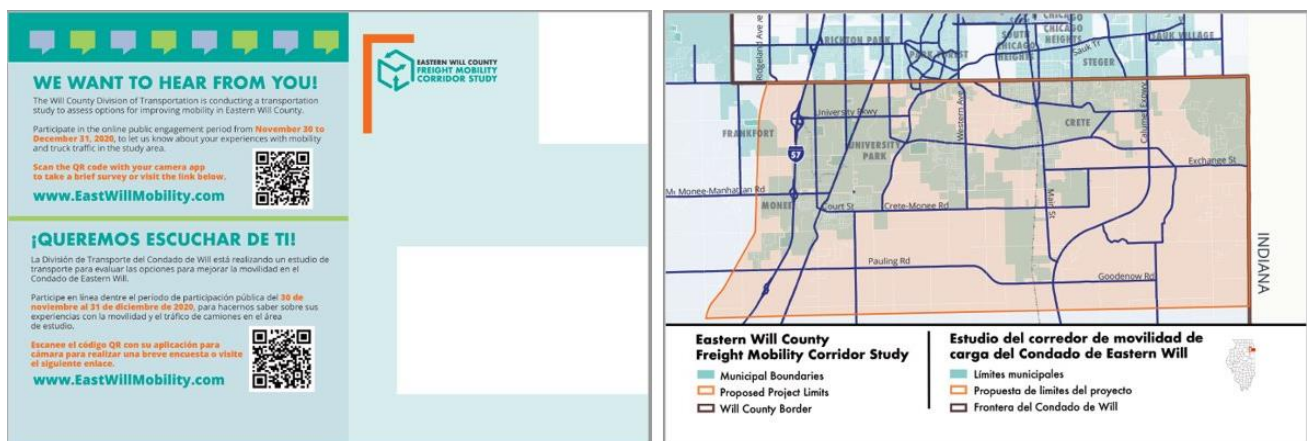 WE WANT TO HEAR FROM YOU!
The Will County Division of Transportation is conducting a transportation
study to assess options for improving mobility in Eastern Will County.
Participate in the online public engagement period from November 30 to
December 31, 2020, to let us know about your experiences with mobility
and truck traffic in the study area.
Scan the QR code with your camera app
to take a brief survey or visit the link below.
www.EastWillMobility.com
¡QUEREMOS ESCUCHAR DE TI!
La División de Transporte del Condado de Will está realizando un estudio de
transporte para evaluar las opciones para mejorar la movilidad en el
Condado de Eastern Will.
Participe en línea dentre el periodo de participación pública del 30 de
noviembre al 31 de diciembre de 2020, para hacernos saber sobre sus
experiencias con la movilidad y el tráfico de camiones en el área
de estudio.
Escanee el código QR con su aplicación para
cámara para realizar una breve encuesta o visite
el siguiente enlace.
www.EastWillMobility.com
EASTERN WILL COUNTY
FREIGHT MOBILITY
CORRIDOR STUDY
Ridgeland Ave
RICHTON PARK
PARK FOREST
SOUTH
CHICAGO
HEIGHTS
CHICAGO
HEIGHTS
Sauk Tr
STEGER
SAUK VILLAGE
FRANKFORT
University Pkwy
Western Ave
CRETE
Calumet Expwy
UNIVERSITY
PARK
57
Exchange St
Monee-Manhattan Rd
MONEE
Court St
Crete-Monee Rd
Main St
Pauling Rd
Goodenow Rd
INDIANA
Eastern Will County
Freight Mobility Corridor Study
Municipal Boundaries
Proposed Project Limits
Will County Border
Estudio del corredor de movilidad de
carga del Condado de Eastern Will
Límites municipales
Propuesta de limites del proyecto
Frontera del Condado de Will